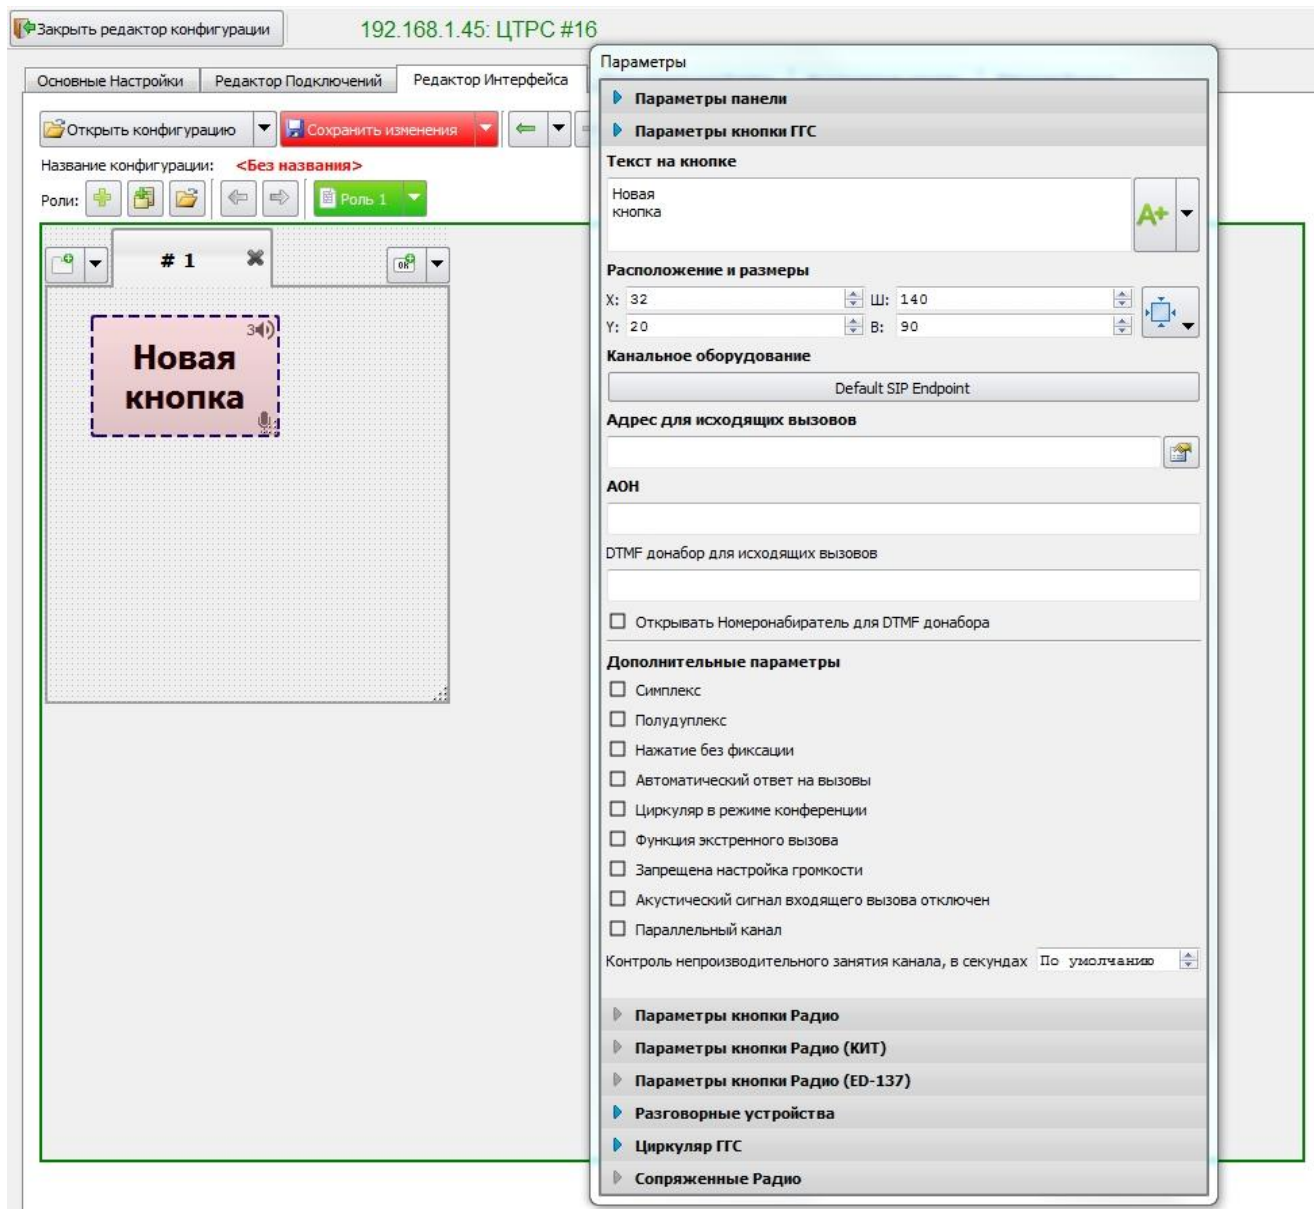 Закрыть редактор конфигурации
192.168.1.45: ЦТРС #16
Основные Настройки
Редактор Подключений
Редактор Интерфейса
Открыть конфигурацию
Сохранить изменения
Название конфигурации: <Без названия>
Роли:
Роль 1
# 1
OK
3
Новая
кнопка
Параметры
Параметры панели
Параметры кнопки ГГС
Текст на кнопке
Новая
кнопка
A+
Расположение и размеры
X: 32 Ш: 140
Y: 20 В: 90
Канальное оборудование
Default SIP Endpoint
Адрес для исходящих вызовов
АОН
DTMF донабор для исходящих вызовов
Открывать Номеронабиратель для DTMF донабора
Дополнительные параметры
Симплекс
Полудуплекс
Нажатие без фиксации
Автоматический ответ на вызовы
Циркуляр в режиме конференции
Функция экстренного вызова
Запрещена настройка громкости
Акустический сигнал входящего вызова отключен
Параллельный канал
Контроль непроизводительного занятия канала, в секундах По умолчанию
Параметры кнопки Радио
Параметры кнопки Радио (КИТ)
Параметры кнопки Радио (ED-137)
Разговорные устройства
Циркуляр ГГС
Сопряженные Радио